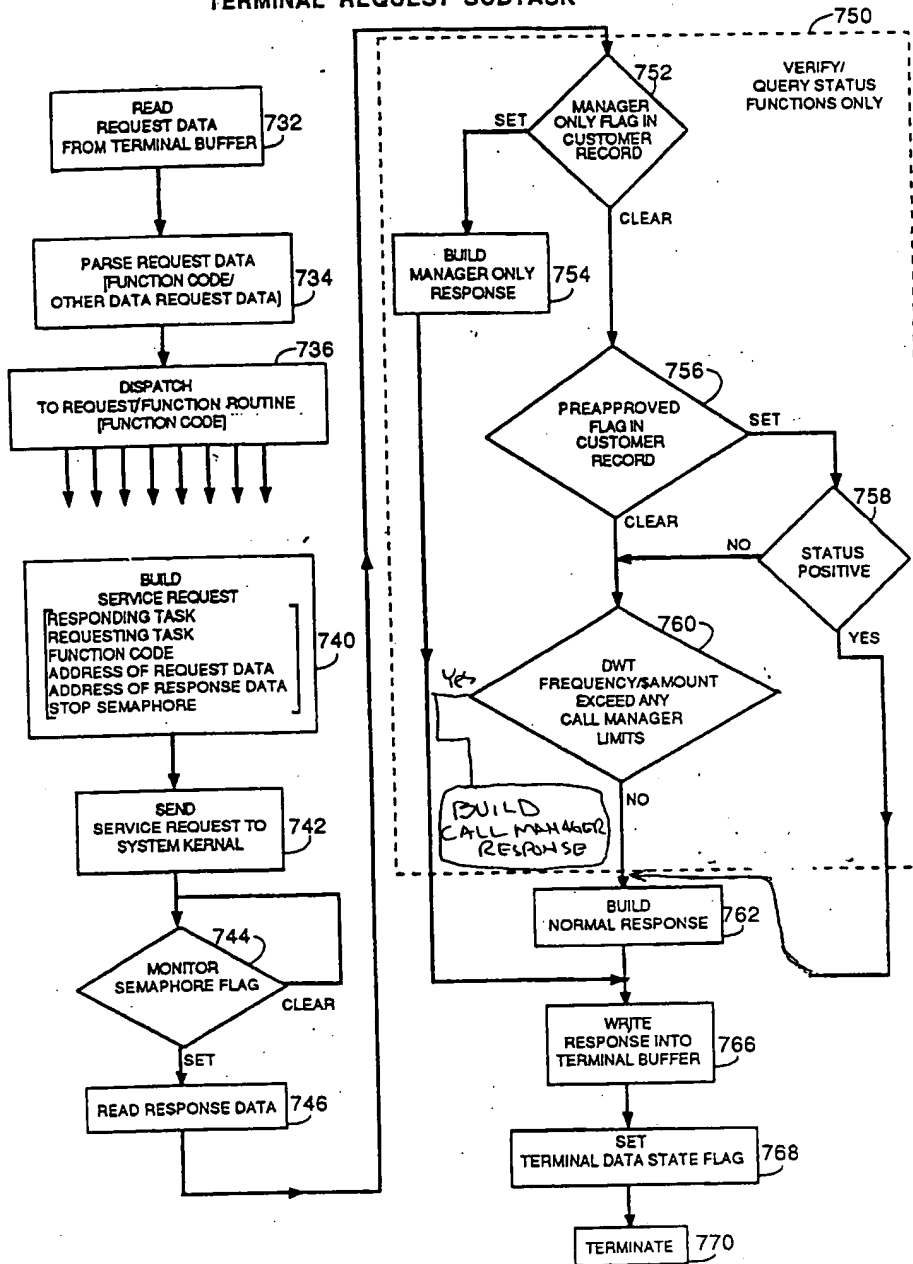 TERMINAL REQUEST SUBTASK
READ
REQUEST DATA
FROM TERMINAL BUFFER
732
PARSE REQUEST DATA
[FUNCTION CODE/
OTHER DATA REQUEST DATA]
734
736
DISPATCH
TO REQUEST/FUNCTION ROUTINE
[FUNCTION CODE]
BUILD
SERVICE REQUEST
RESPONDING TASK
REQUESTING TASK
FUNCTION CODE
ADDRESS OF REQUEST DATA
ADDRESS OF RESPONSE DATA
STOP SEMAPHORE
740
SEND
SERVICE REQUEST TO
SYSTEM KERNAL
742
744
MONITOR
SEMAPHORE FLAG
CLEAR
SET
READ RESPONSE DATA
746
750
VERIFY/
QUERY STATUS
FUNCTIONS ONLY
752
MANAGER
ONLY FLAG IN
CUSTOMER
RECORD
SET
CLEAR
BUILD
MANAGER ONLY
RESPONSE
754
756
PREAPPROVED
FLAG IN
CUSTOMER
RECORD
SET
CLEAR
758
STATUS
POSITIVE
NO
YES
760
DWT
FREQUENCY/$AMOUNT
EXCEED ANY
CALL MANAGER
LIMITS
Yes
NO
BUILD
CALL MANAGER
RESPONSE
BUILD
NORMAL RESPONSE
762
WRITE
RESPONSE INTO
TERMINAL BUFFER
766
SET
TERMINAL DATA STATE FLAG
768
TERMINATE
770